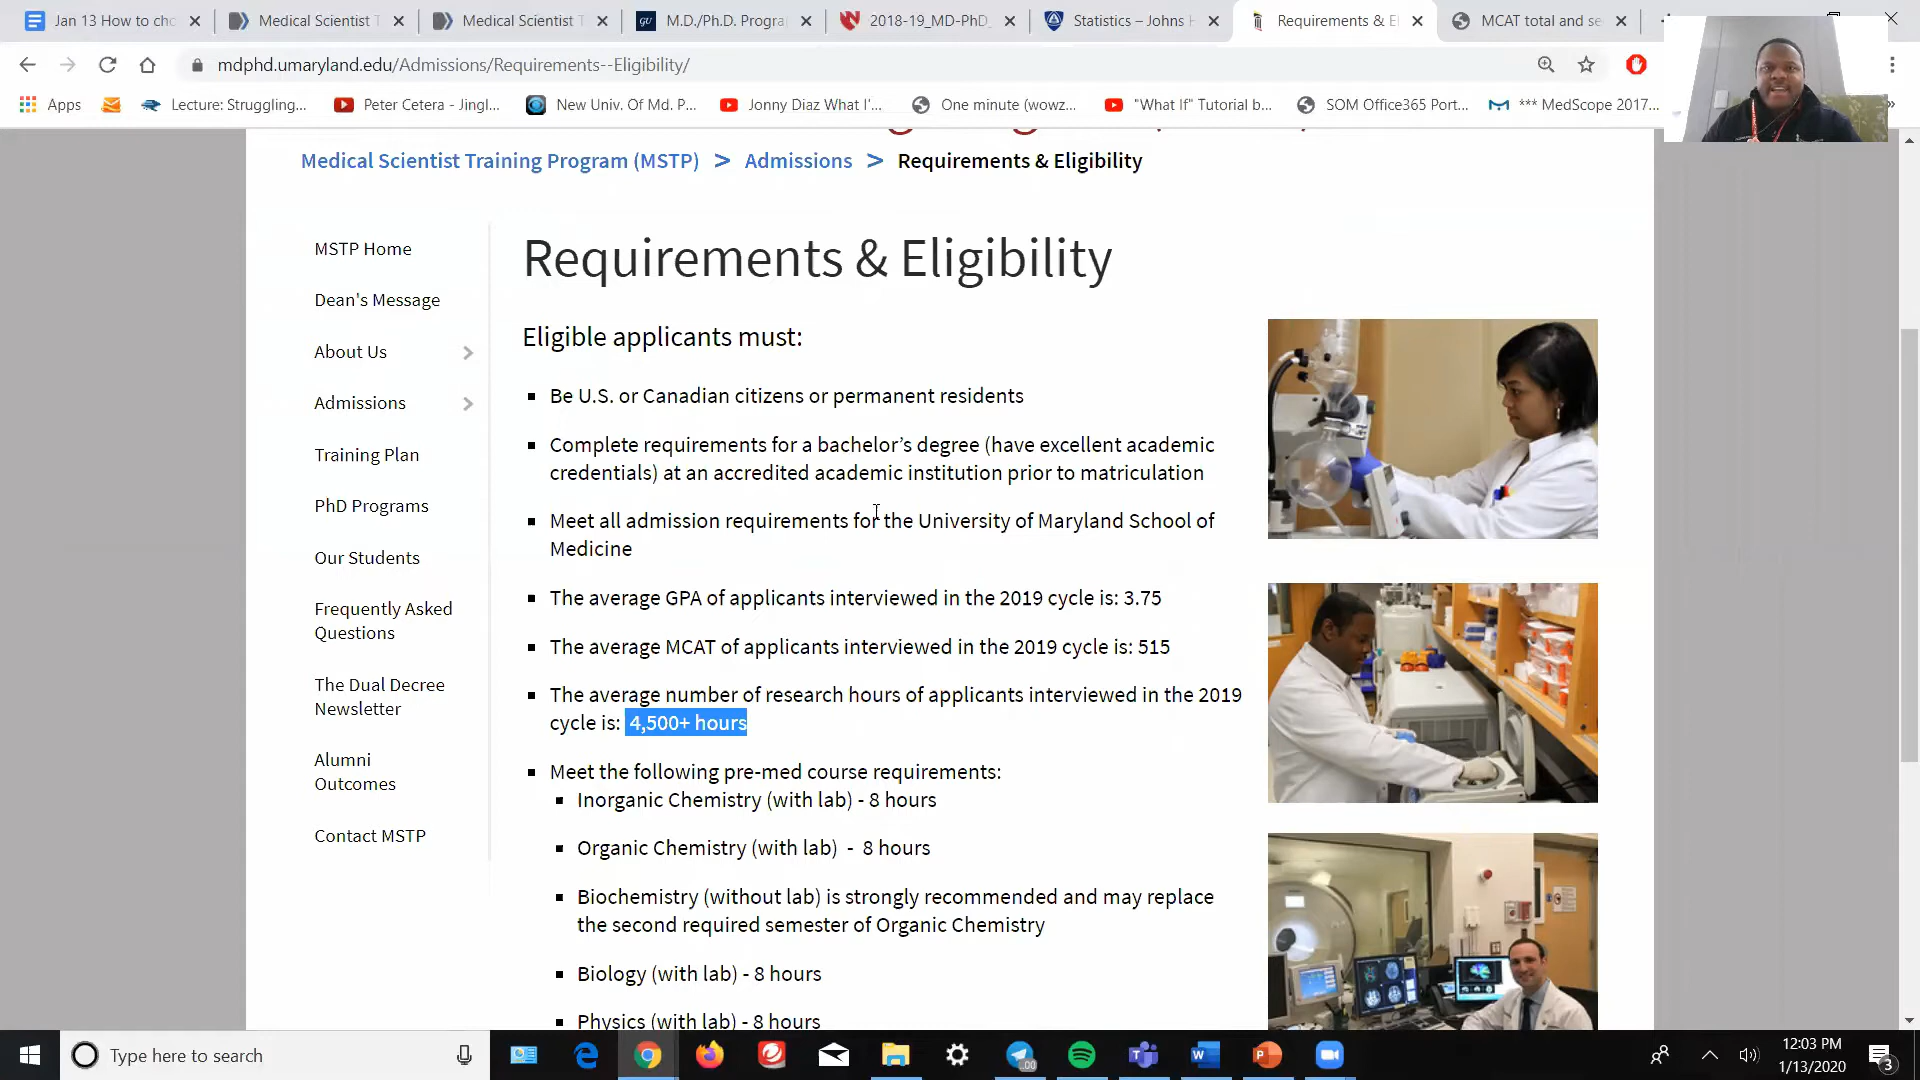 Jan 13 How to ch
Medical Scientist T
Medical Scientist T
M.D./Ph.D. Progra
2018-19_MD-PhD_
Statistics – Johns H
Requirements & E
MCAT total and se
mdphd.umaryland.edu/Admissions/Requirements--Eligibility/
Apps
Lecture: Struggling...
Peter Cetera - Jingl...
New Univ. Of Md. P...
Jonny Diaz What I'...
One minute (wowz...
"What If" Tutorial b...
SOM Office365 Port...
*** MedScope 2017...
Medical Scientist Training Program (MSTP) > Admissions > Requirements & Eligibility
MSTP Home
Dean's Message
About Us
Admissions
Training Plan
PhD Programs
Our Students
Frequently Asked
Questions
The Dual Decree
Newsletter
Alumni
Outcomes
Contact MSTP
Requirements & Eligibility
Eligible applicants must:
Be U.S. or Canadian citizens or permanent residents
Complete requirements for a bachelor’s degree (have excellent academic
credentials) at an accredited academic institution prior to matriculation
Meet all admission requirements for the University of Maryland School of
Medicine
The average GPA of applicants interviewed in the 2019 cycle is: 3.75
The average MCAT of applicants interviewed in the 2019 cycle is: 515
The average number of research hours of applicants interviewed in the 2019
cycle is: 4,500+ hours
Meet the following pre-med course requirements:
Inorganic Chemistry (with lab) - 8 hours
Organic Chemistry (with lab) - 8 hours
Biochemistry (without lab) is strongly recommended and may replace
the second required semester of Organic Chemistry
Biology (with lab) - 8 hours
Physics (with lab) - 8 hours
Type here to search
12:03 PM
1/13/2020
3